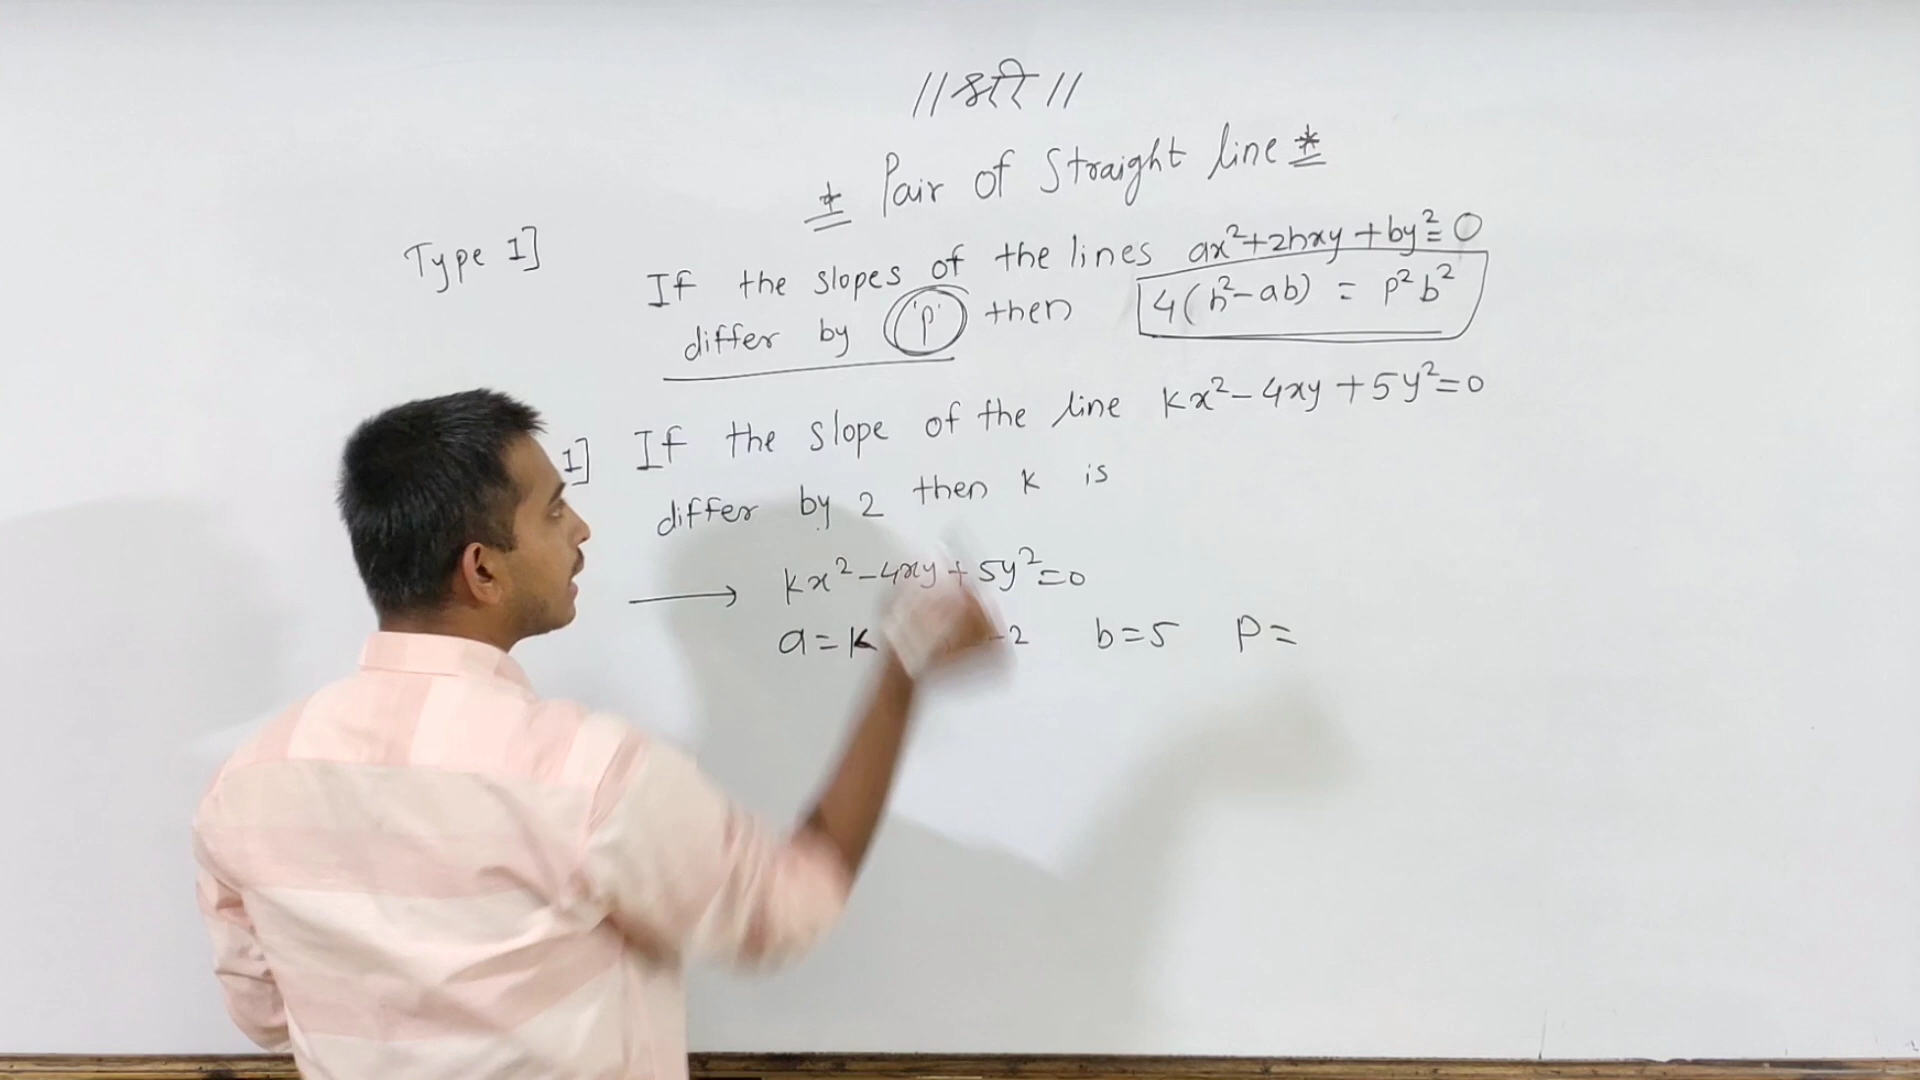 ||श्री||
* Pair of Straight line *
Type 1]
If the slopes of the lines ax²+2hxy+by²=0
differ by 'p' then 4(h²-ab) = p²b²
1] If the slope of the line kx²-4xy+5y²=0
differ by 2 then k is
→ kx²-4xy+5y²=0
a=k -2 b=5 P=